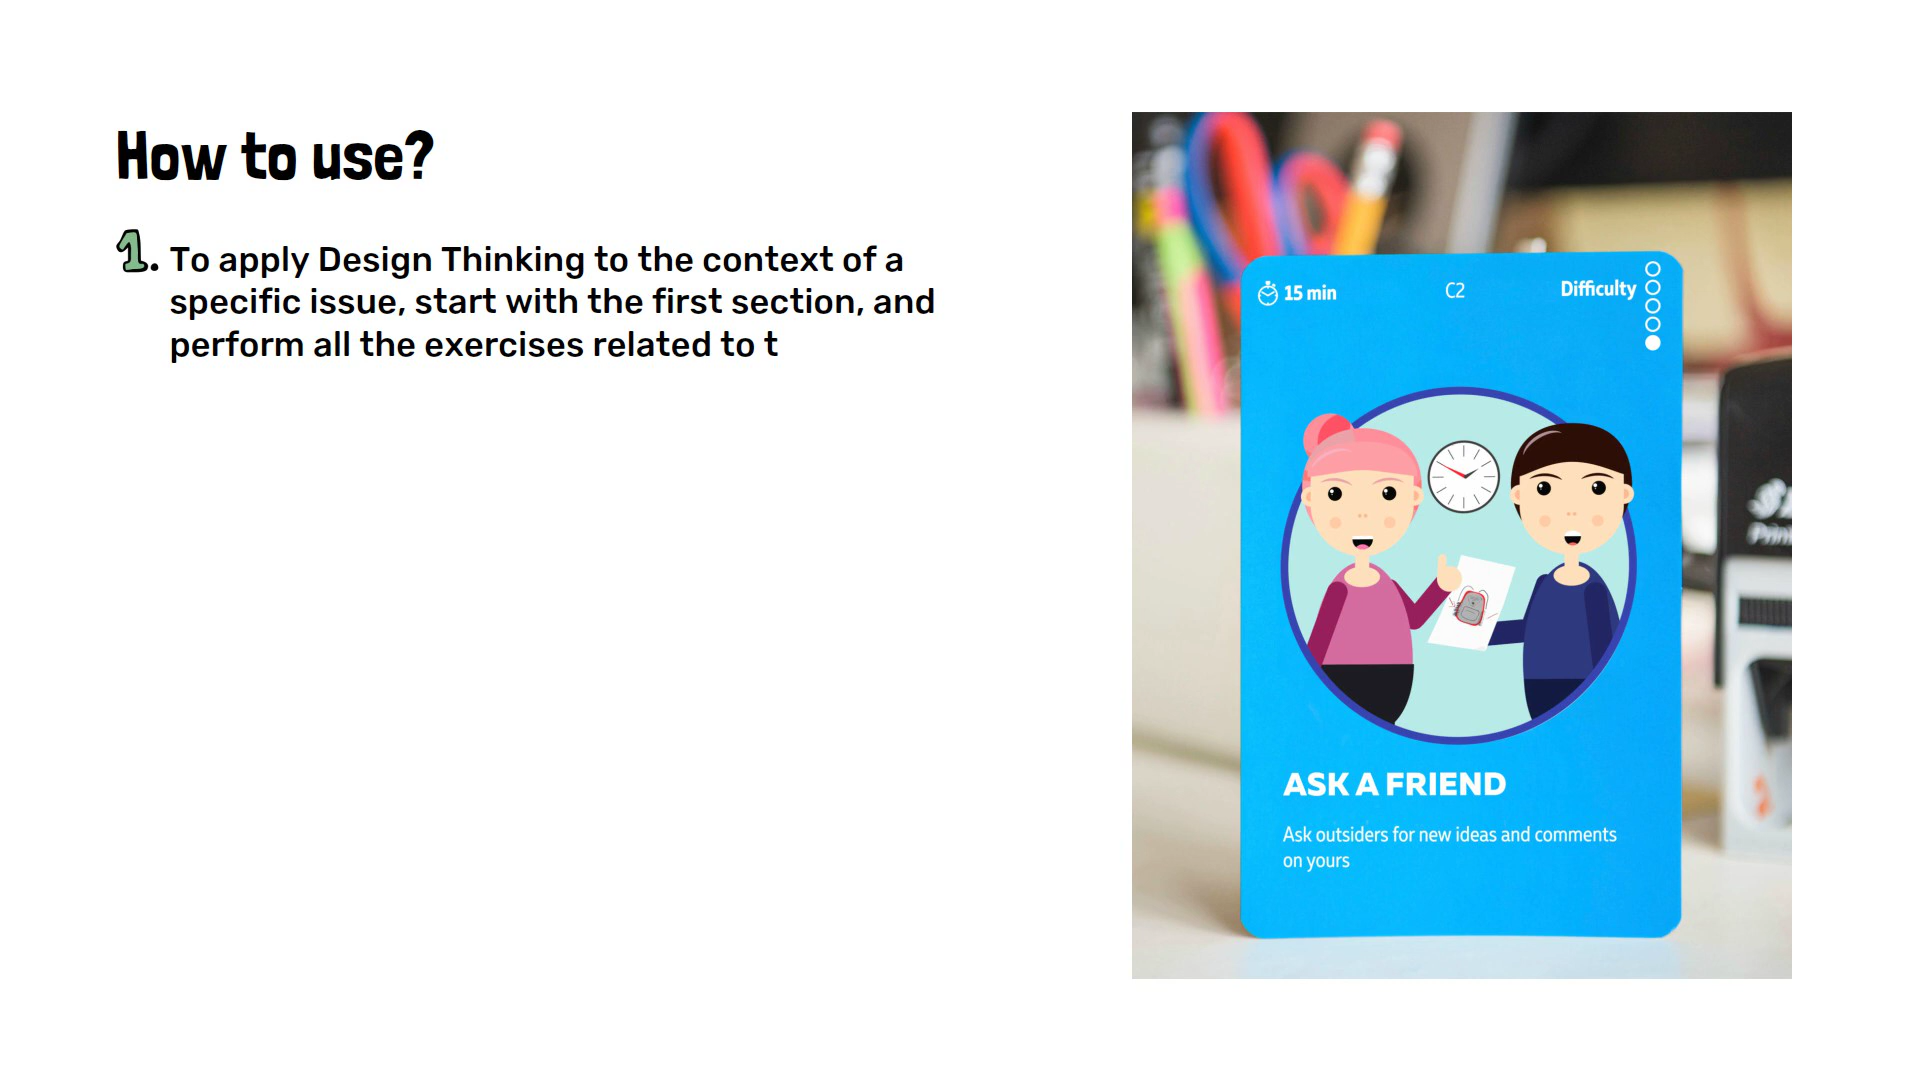 How to use?
1. To apply Design Thinking to the context of a
specific issue, start with the first section, and
perform all the exercises related to t
15 min
C2
Difficulty
ASK A FRIEND
Ask outsiders for new ideas and comments
on yours